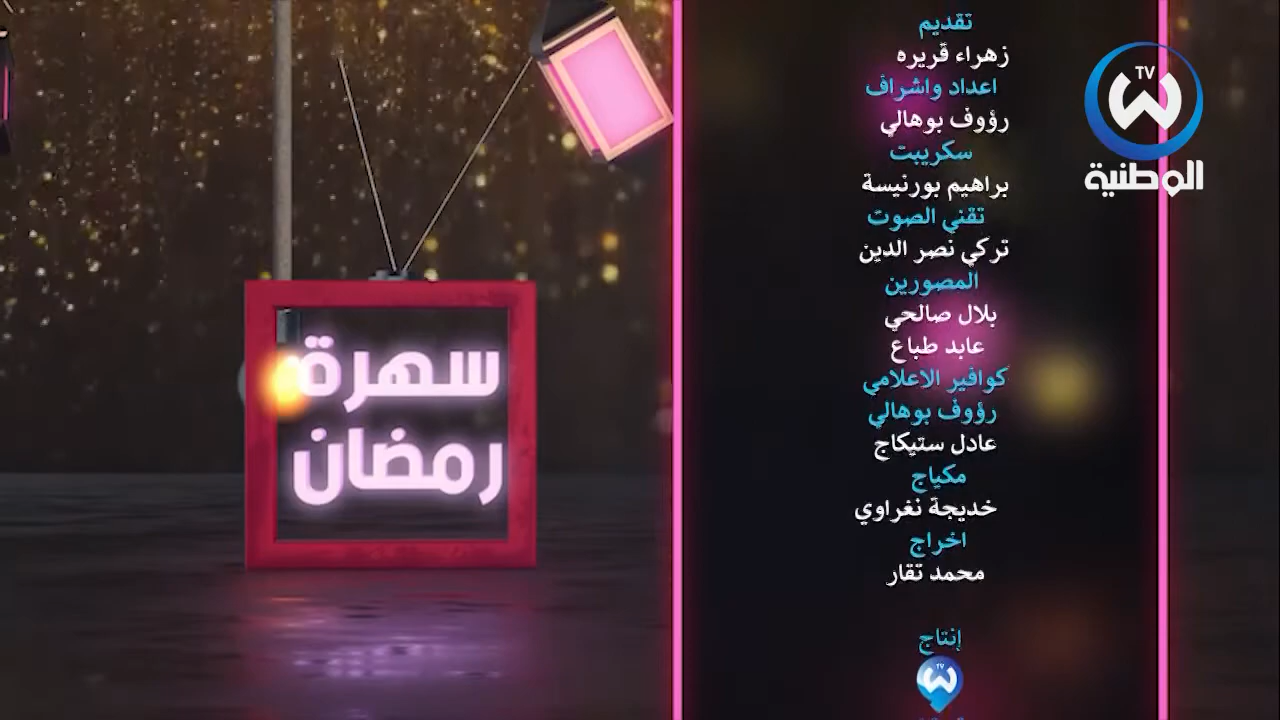 سهرة
رمضان
تقديم
زهراء قريره
اعداد واشراف
رؤوف بوهالي
سكريبت
براهيم بورنيسة
تقني الصوت
تركي نصر الدين
المصورين
بلال صالحي
عابد طباع
كوافير الاعلامي
رؤوف بوهالي
عادل ستيكاج
مكياج
خديجة نغراوي
اخراج
محمد تقار
إنتاج
TV
W
TV
W
الوطنية